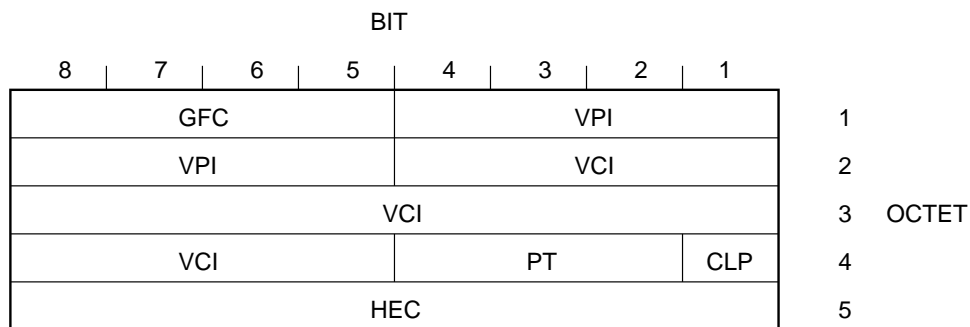 BIT
8 7 6 5 4 3 2 1
GFC VPI 1
VPI VCI 2
VCI 3 OCTET
VCI PT CLP 4
HEC 5